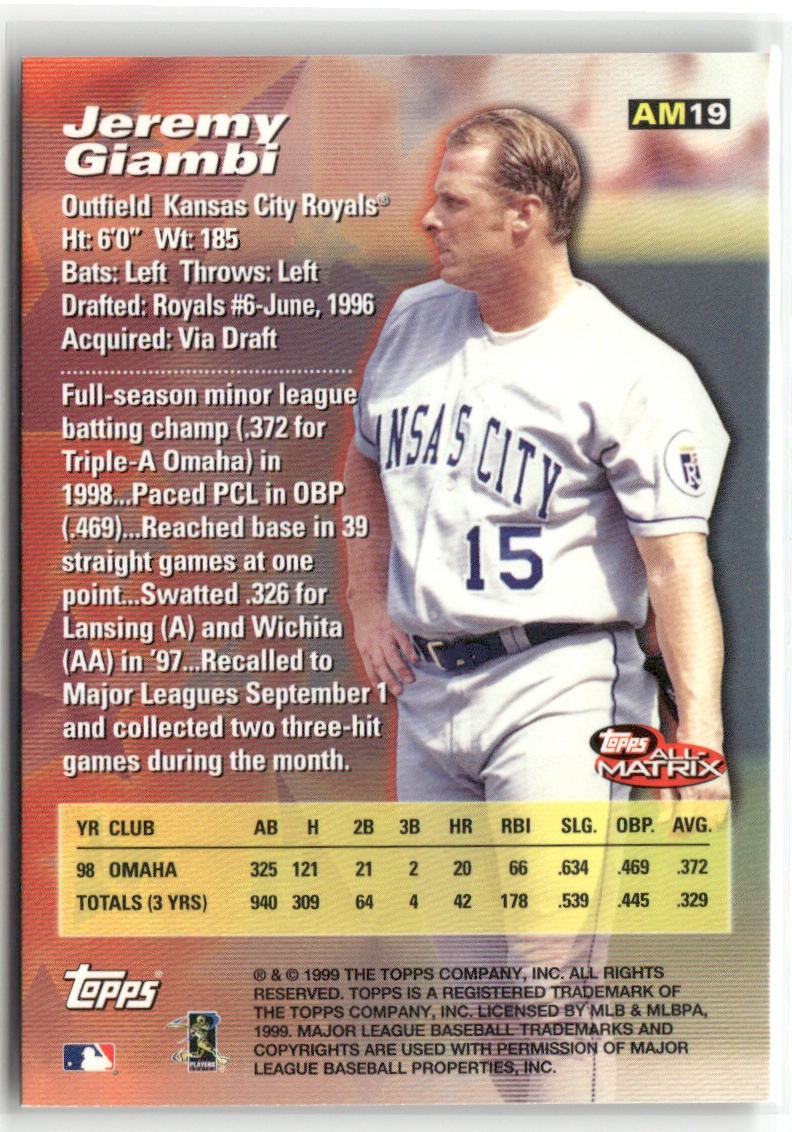 AM19
Jeremy
Giambi
Outfield Kansas City Royals®
Ht: 6'0" Wt: 185
Bats: Left Throws: Left
Drafted: Royals #6-June, 1996
Acquired: Via Draft
Full-season minor league
batting champ (.372 for
Triple-A Omaha) in
1998...Paced PCL in OBP
(.469)...Reached base in 39
straight games at one
point...Swatted .326 for
Lansing (A) and Wichita
(AA) in '97...Recalled to
Major Leagues September 1
and collected two three-hit
games during the month.
ANSAS CITY
15
Topps
ALL-
MATRIX
YR CLUB AB H 2B 3B HR RBI SLG. OBP. AVG.
98 OMAHA 325 121 21 2 20 66 .634 .469 .372
TOTALS (3 YRS) 940 309 64 4 42 178 .539 .445 .329
Topps®
® & © 1999 THE TOPPS COMPANY, INC. ALL RIGHTS
RESERVED. TOPPS IS A REGISTERED TRADEMARK OF
THE TOPPS COMPANY, INC. LICENSED BY MLB & MLBPA,
1999. MAJOR LEAGUE BASEBALL TRADEMARKS AND
COPYRIGHTS ARE USED WITH PERMISSION OF MAJOR
LEAGUE BASEBALL PROPERTIES, INC.
PLAYERS